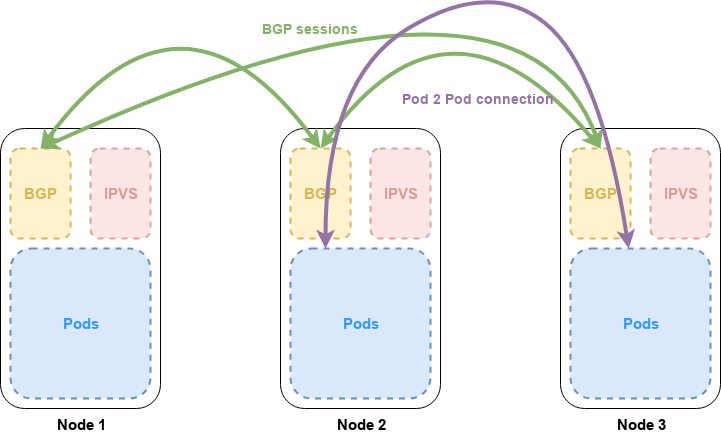 BGP sessions
Pod 2 Pod connection
BGP
IPVS
BGP
IPVS
BGP
IPVS
Pods
Pods
Pods
Node 1
Node 2
Node 3